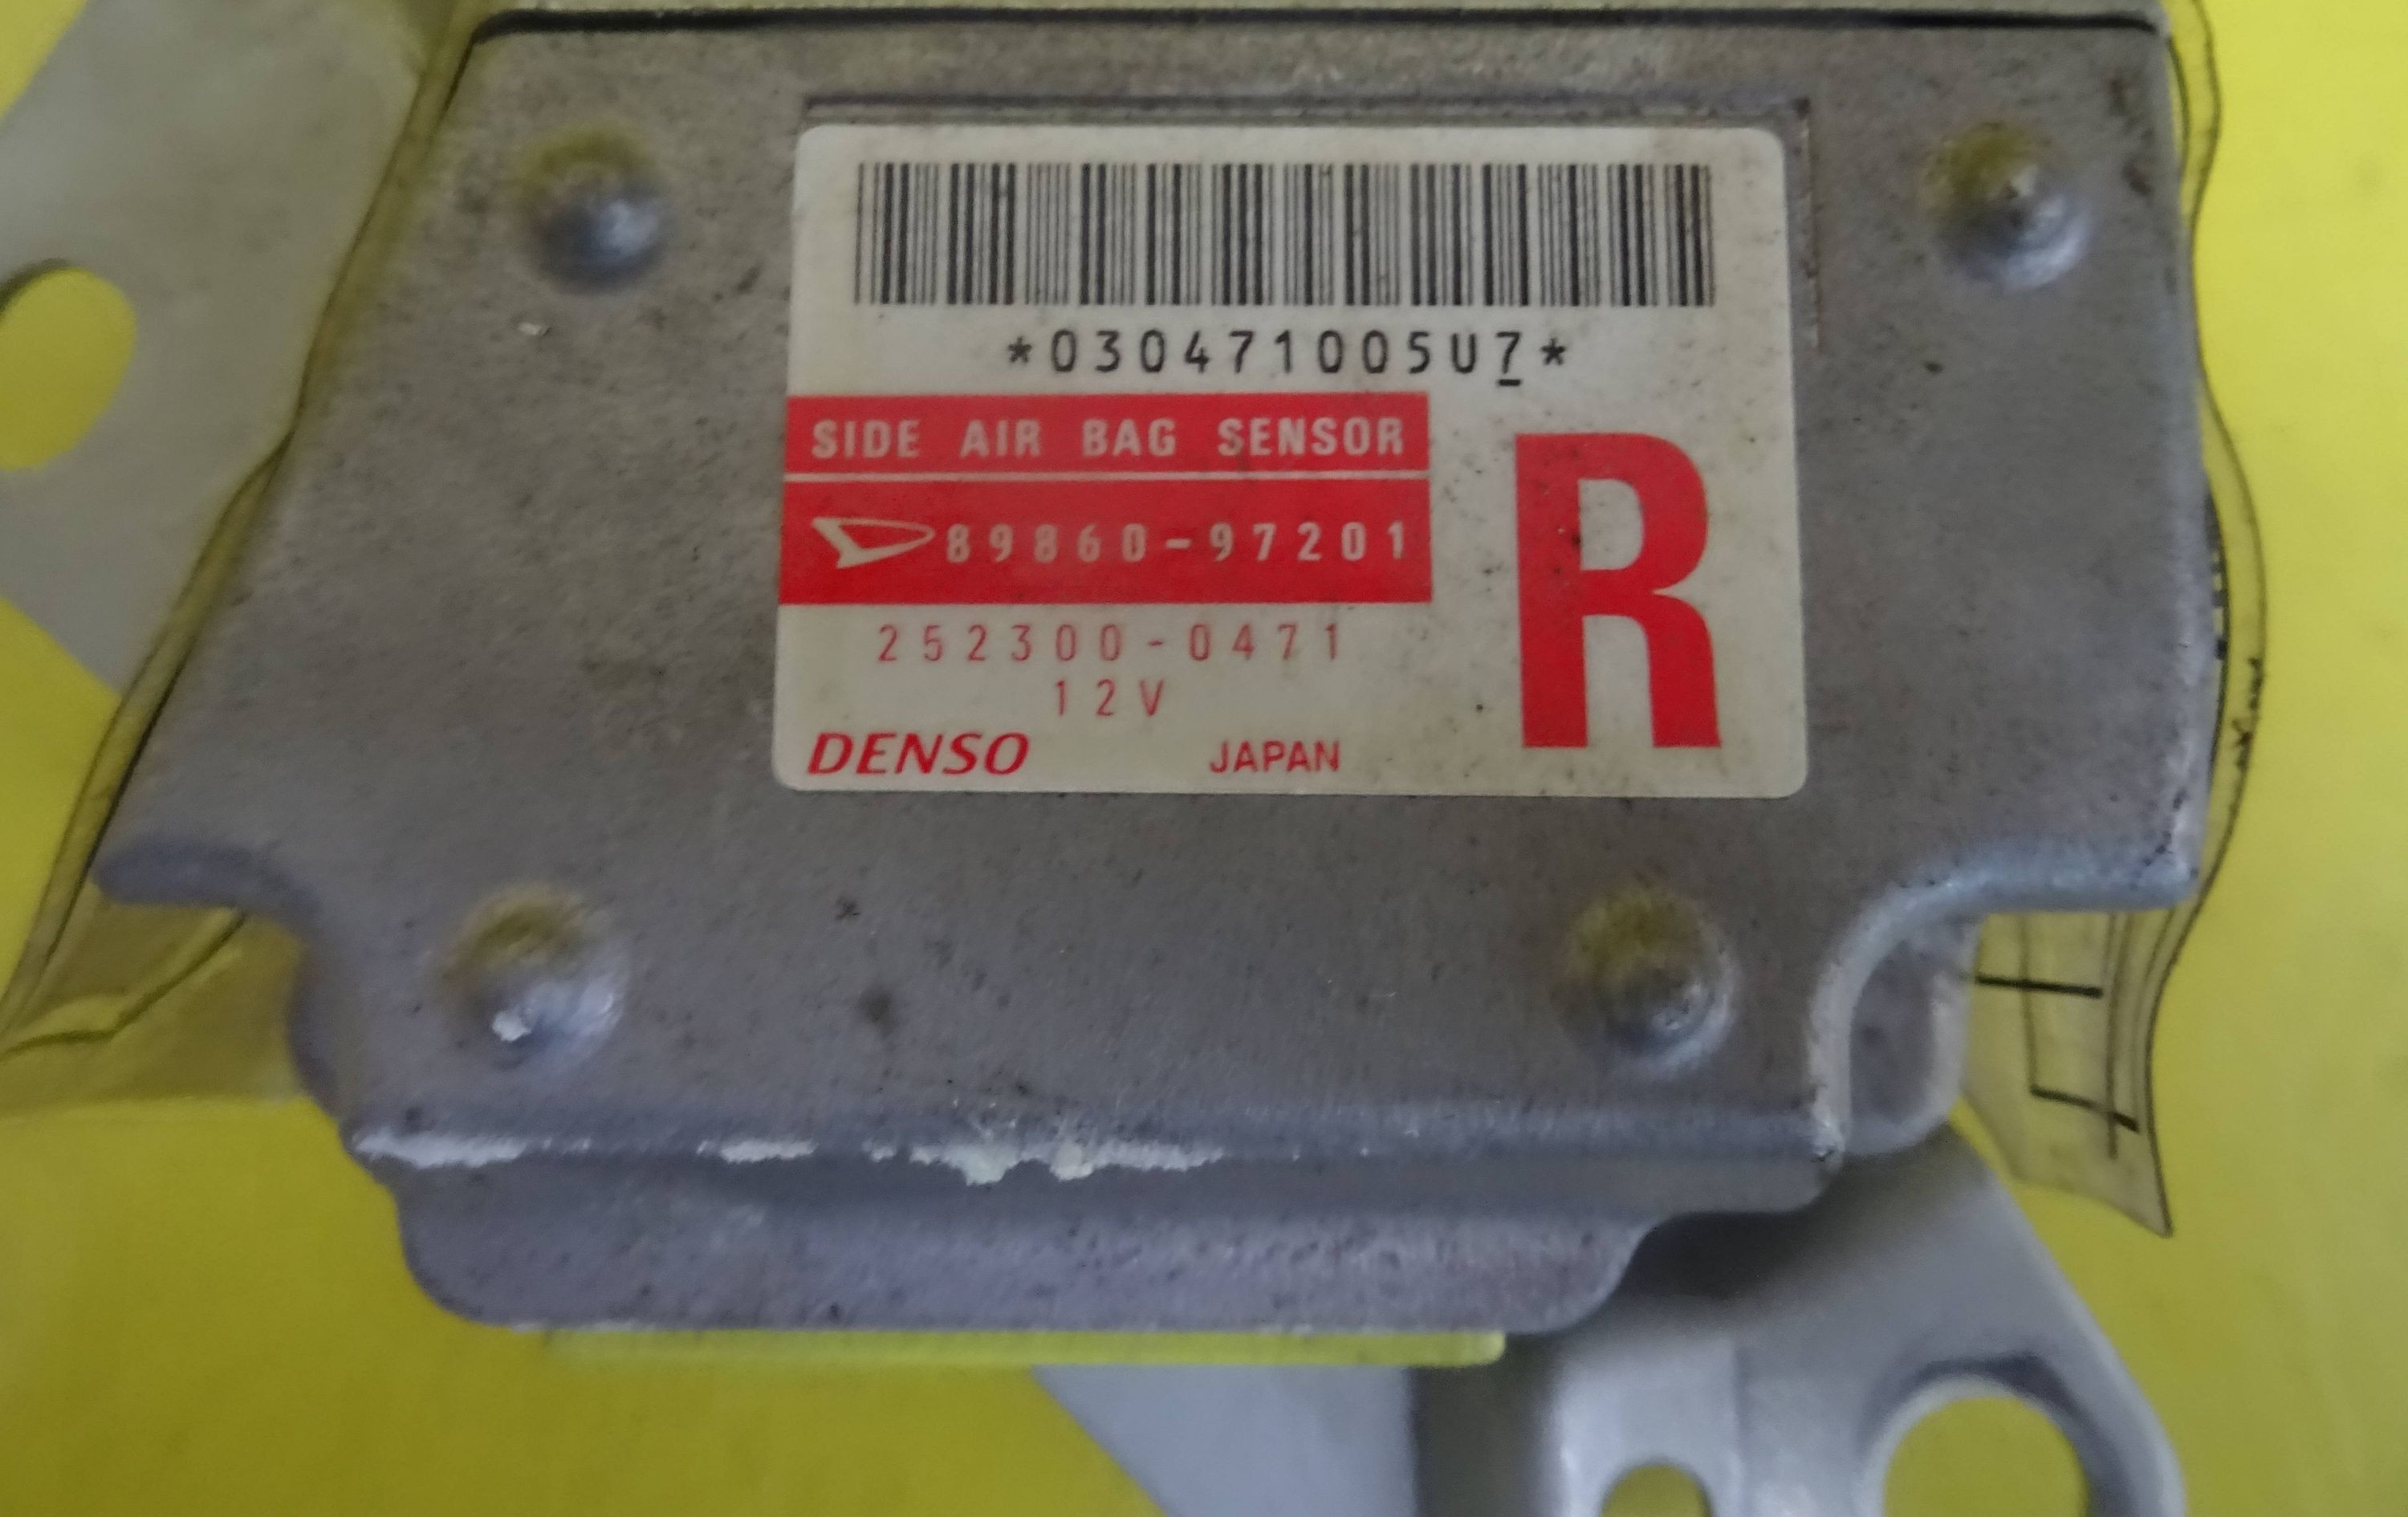 *030471005U7*
SIDE AIR BAG SENSOR
89860-97201
R
252300-0471
12V
DENSO JAPAN